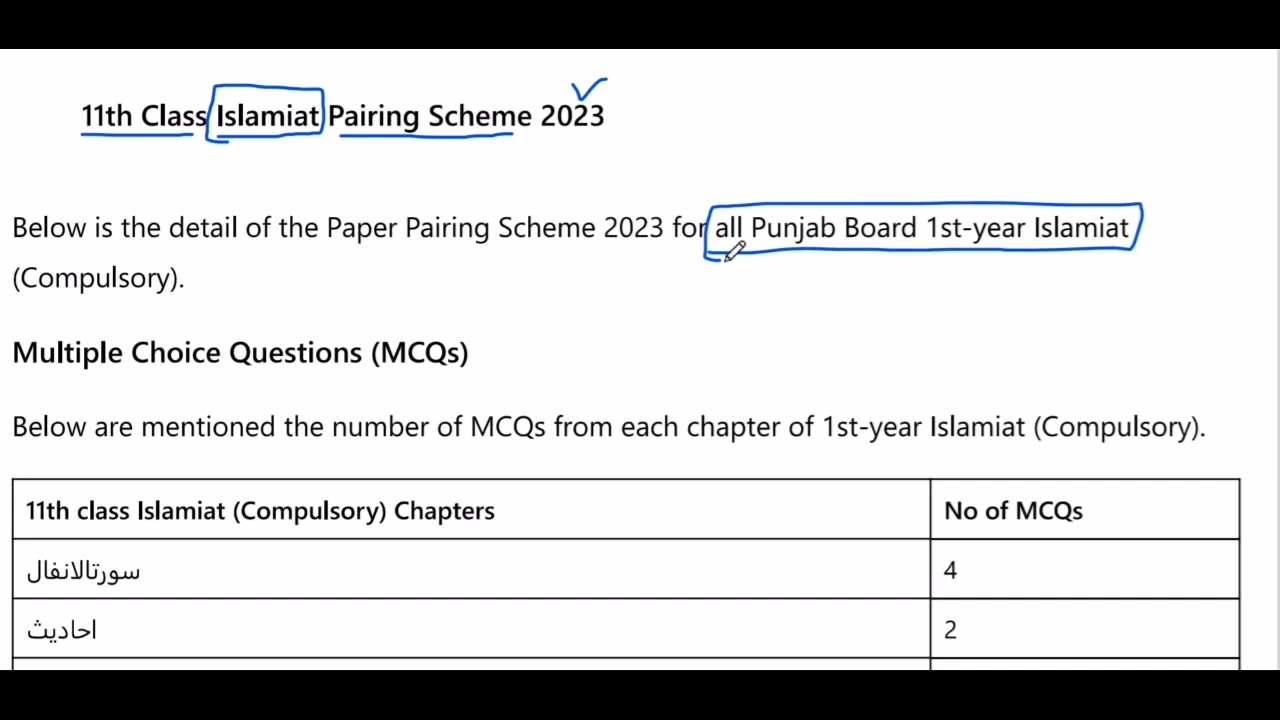 11th Class Islamiat Pairing Scheme 2023
Below is the detail of the Paper Pairing Scheme 2023 for all Punjab Board 1st-year Islamiat
(Compulsory).
Multiple Choice Questions (MCQs)
Below are mentioned the number of MCQs from each chapter of 1st-year Islamiat (Compulsory).
11th class Islamiat (Compulsory) Chapters No of MCQs
سورتالانفال 4
احادیث 2